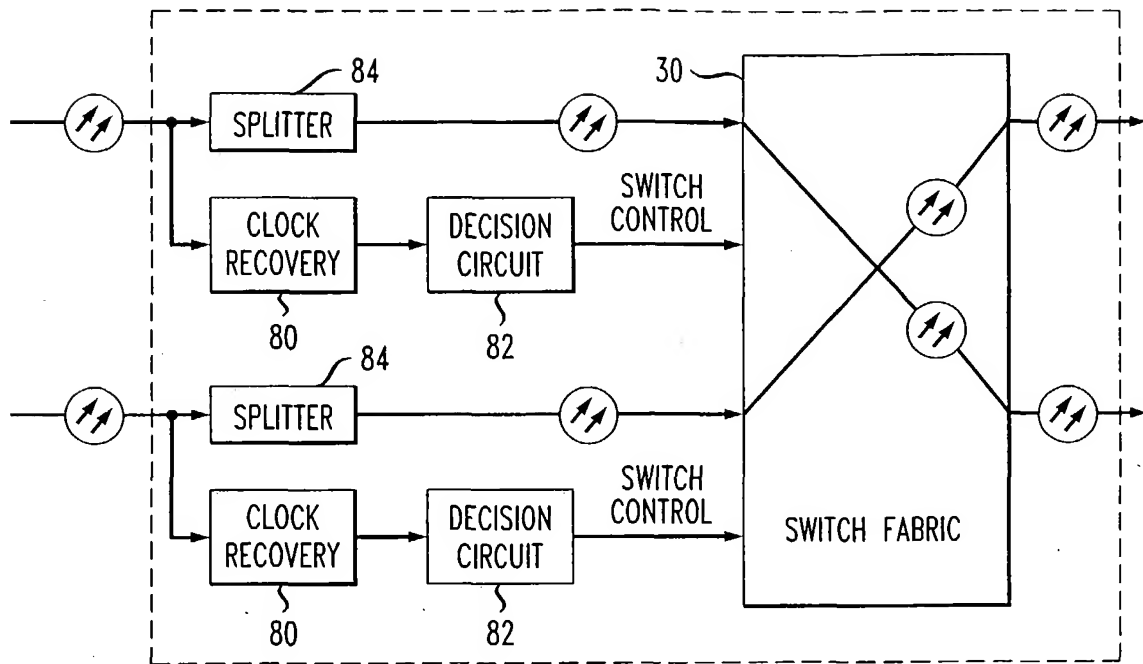 84
30
SPLITTER
SWITCH
CONTROL
CLOCK
RECOVERY
DECISION
CIRCUIT
80
82
84
SPLITTER
SWITCH
CONTROL
CLOCK
RECOVERY
DECISION
CIRCUIT
SWITCH FABRIC
80
82